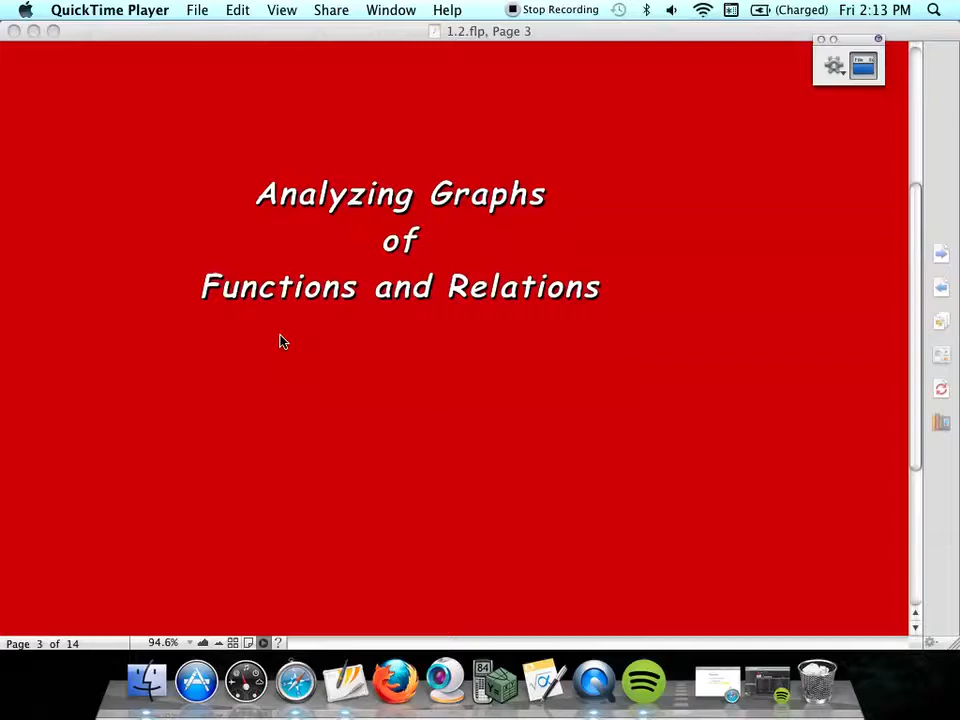 QuickTime Player File Edit View Share Window Help Stop Recording (Charged) Fri 2:13 PM
1.2.flp, Page 3
Analyzing Graphs
of
Functions and Relations
Page 3 of 14 94.6% ?
84